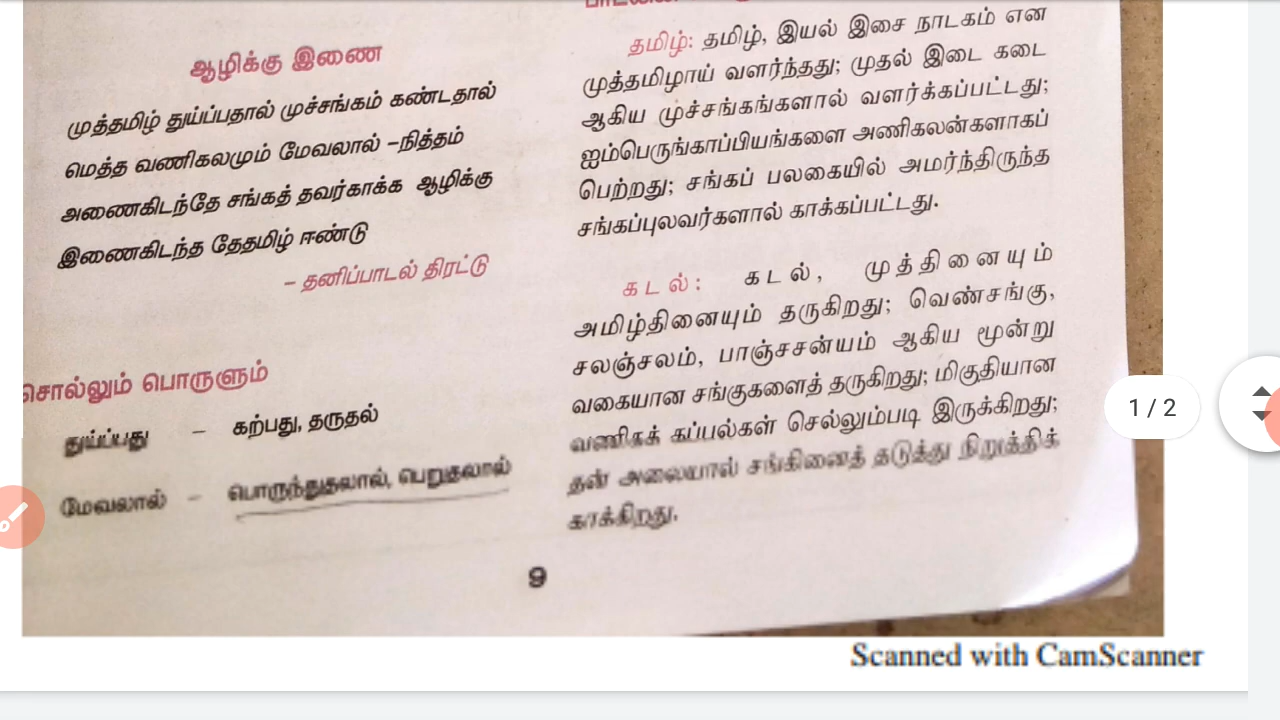 ஆழிக்கு இணை
முத்தமிழ் துய்ப்பதால் முச்சங்கம் கண்டதால்
மெத்த வணிகலமும் மேவலால் –நித்தம்
அணைகிடந்தே சங்கத் தவர்காக்க ஆழிக்கு
இணைகிடந்த தேதமிழ் ஈண்டு
– தனிப்பாடல் திரட்டு
சொல்லும் பொருளும்
துய்ப்பது – கற்பது, தருதல்
மேவலால் – பொருந்துதலால், பெறுதலால்
தமிழ்: தமிழ், இயல் இசை நாடகம் என
முத்தமிழாய் வளர்ந்தது; முதல் இடை கடை
ஆகிய முச்சங்கங்களால் வளர்க்கப்பட்டது;
ஐம்பெருங்காப்பியங்களை அணிகலன்களாகப்
பெற்றது; சங்கப் பலகையில் அமர்ந்திருந்த
சங்கப்புலவர்களால் காக்கப்பட்டது.
கடல்: கடல், முத்தினையும்
அமிழ்தினையும் தருகிறது; வெண்சங்கு,
சலஞ்சலம், பாஞ்சசன்யம் ஆகிய மூன்று
வகையான சங்குகளைத் தருகிறது; மிகுதியான
வணிகக் கப்பல்கள் செல்லும்படி இருக்கிறது;
தன் அலையால் சங்கினைத் தடுத்து நிறுத்திக்
காக்கிறது.
9
1 / 2
Scanned with CamScanner